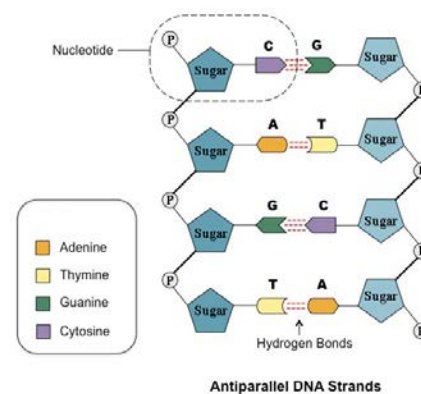 P
C G
Nucleotide
Sugar Sugar
P P
A T
Sugar Sugar
P P
G C
Adenine
Sugar Sugar
Thymine
P P
Guanine
T A
Cytosine
Sugar Sugar
P
Hydrogen Bonds
Antiparallel DNA Strands